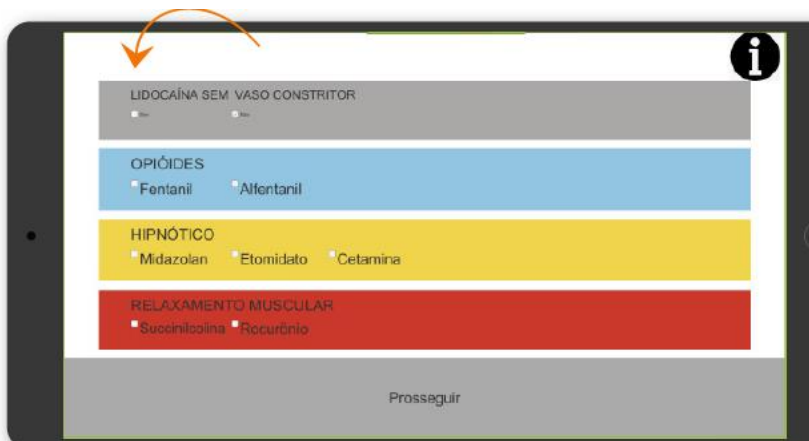 i
LIDOCAÍNA SEM VASO CONSTRITOR
OPIÓIDES
Fentanil Alfentanil
HIPNÓTICO
Midazolan Etomidato Cetamina
RELAXAMENTO MUSCULAR
Succinilcolina Rocurônio
Prosseguir